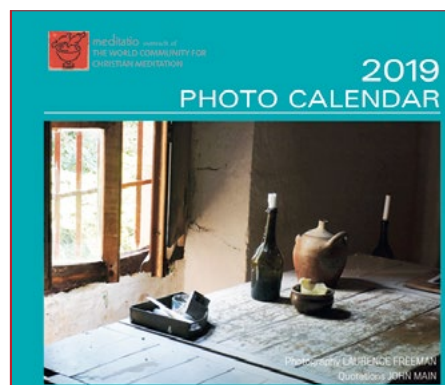 meditatio outreach of
THE WORLD COMMUNITY FOR
CHRISTIAN MEDITATION
2019
PHOTO CALENDAR
Photography LAURENCE FREEMAN
Quotations JOHN MAIN